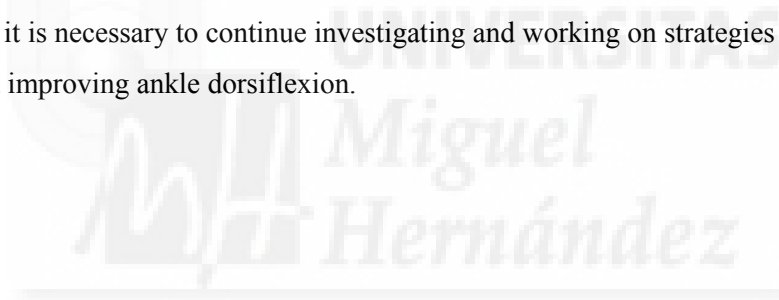 it is necessary to continue investigating and working on strategies
improving ankle dorsiflexion.
UNIVERSITAS
Miguel
Hernández